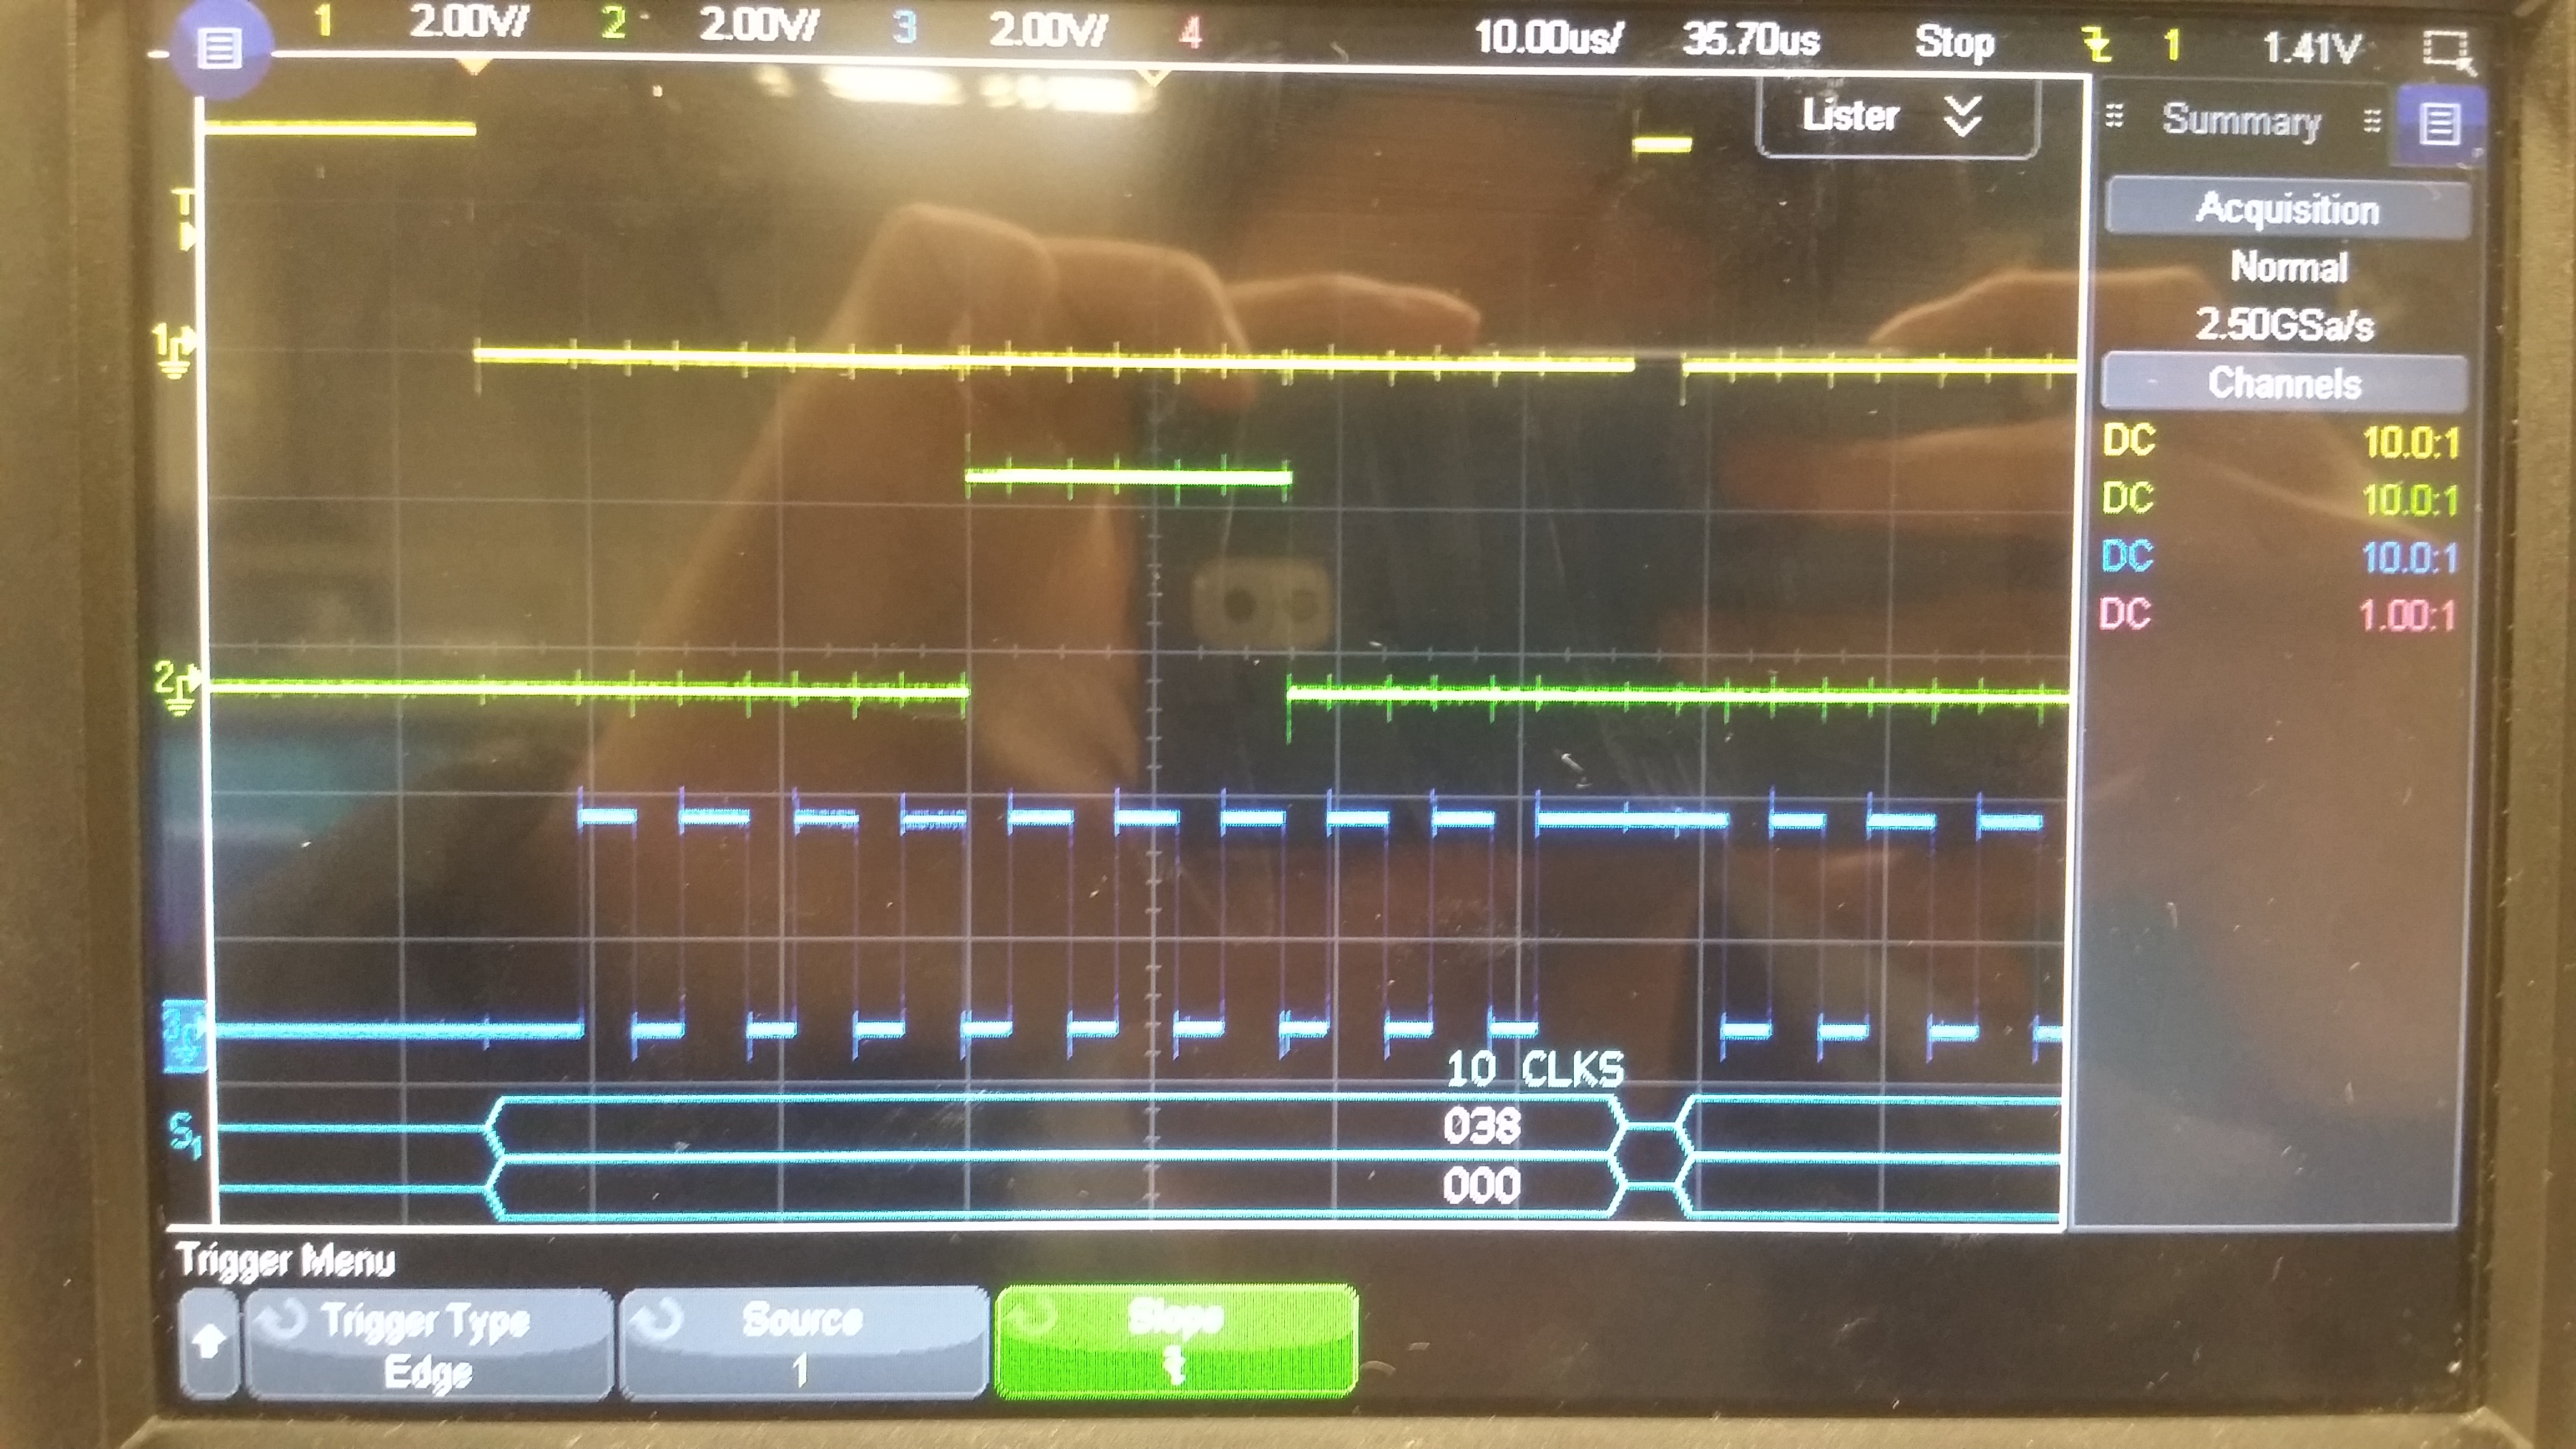 1 2.00V/ 2 2.00V/ 3 2.00V/ 4 10.00us/ 35.70us Stop 1 1.41V
Lister
Summary
Acquisition
Normal
2.50GSa/s
Channels
DC 10.0:1
DC 10.0:1
DC 10.0:1
DC 1.00:1
T
1
2
3
10 CLKS
S1
038
000
Trigger Menu
Trigger Type
Edge
Source
1
Slope